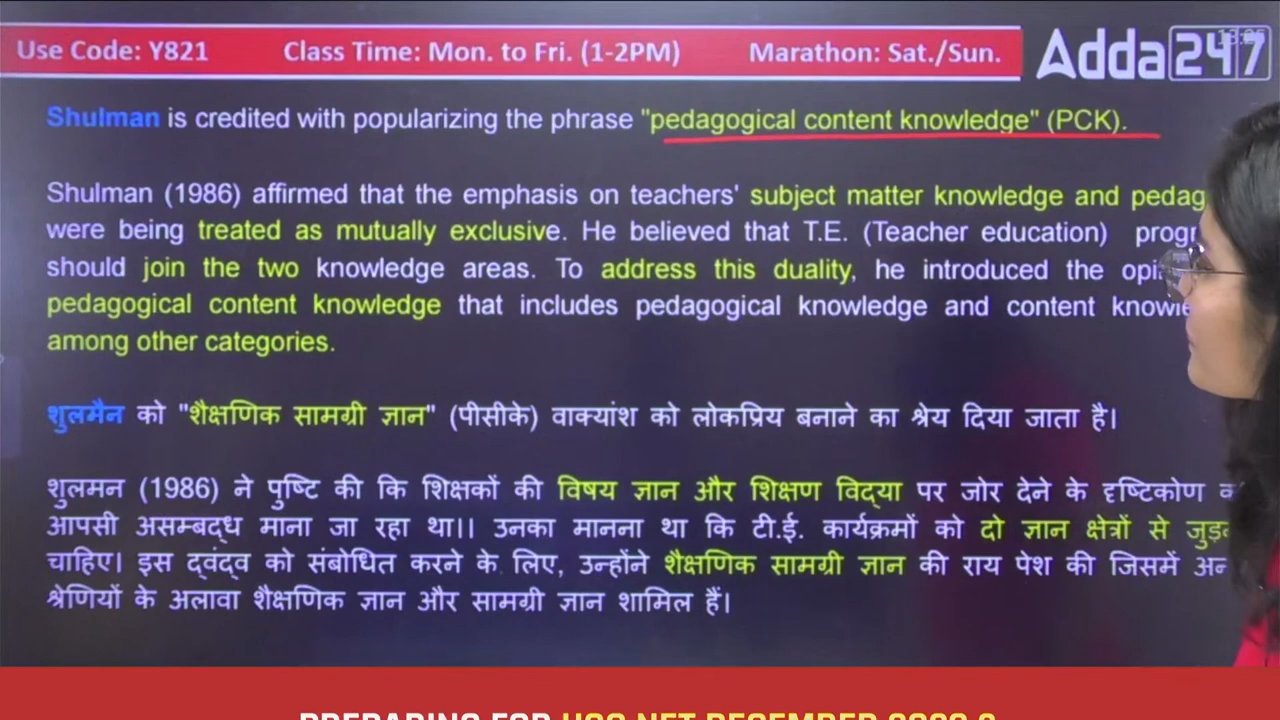 Use Code: Y821 Class Time: Mon. to Fri. (1-2PM) Marathon: Sat./Sun.
Adda247
Shulman is credited with popularizing the phrase "pedagogical content knowledge" (PCK).
Shulman (1986) affirmed that the emphasis on teachers' subject matter knowledge and
were being treated as mutually exclusive. He believed that T.E. (Teacher education)
should join the two knowledge areas. To address this duality, he introduced the
pedagogical content knowledge that includes pedagogical knowledge and content
among other categories.
शुलमैन को "शैक्षणिक सामग्री ज्ञान" (पीसीके) वाक्यांश को लोकप्रिय बनाने का श्रेय दिया जाता है।
शुलमन (1986) ने पुष्टि की कि शिक्षकों की विषय ज्ञान और शिक्षण विद्या पर जोर देने के दृष्टिकोण
आपसी असम्बद्ध माना जा रहा था।। उनका मानना था कि टी.ई. कार्यक्रमों को दो ज्ञान क्षेत्रों से
चाहिए। इस द्वंद्व को संबोधित करने के लिए, उन्होंने शैक्षणिक सामग्री ज्ञान की राय पेश की जिसमें
श्रेणियों के अलावा शैक्षणिक ज्ञान और सामग्री ज्ञान शामिल हैं।